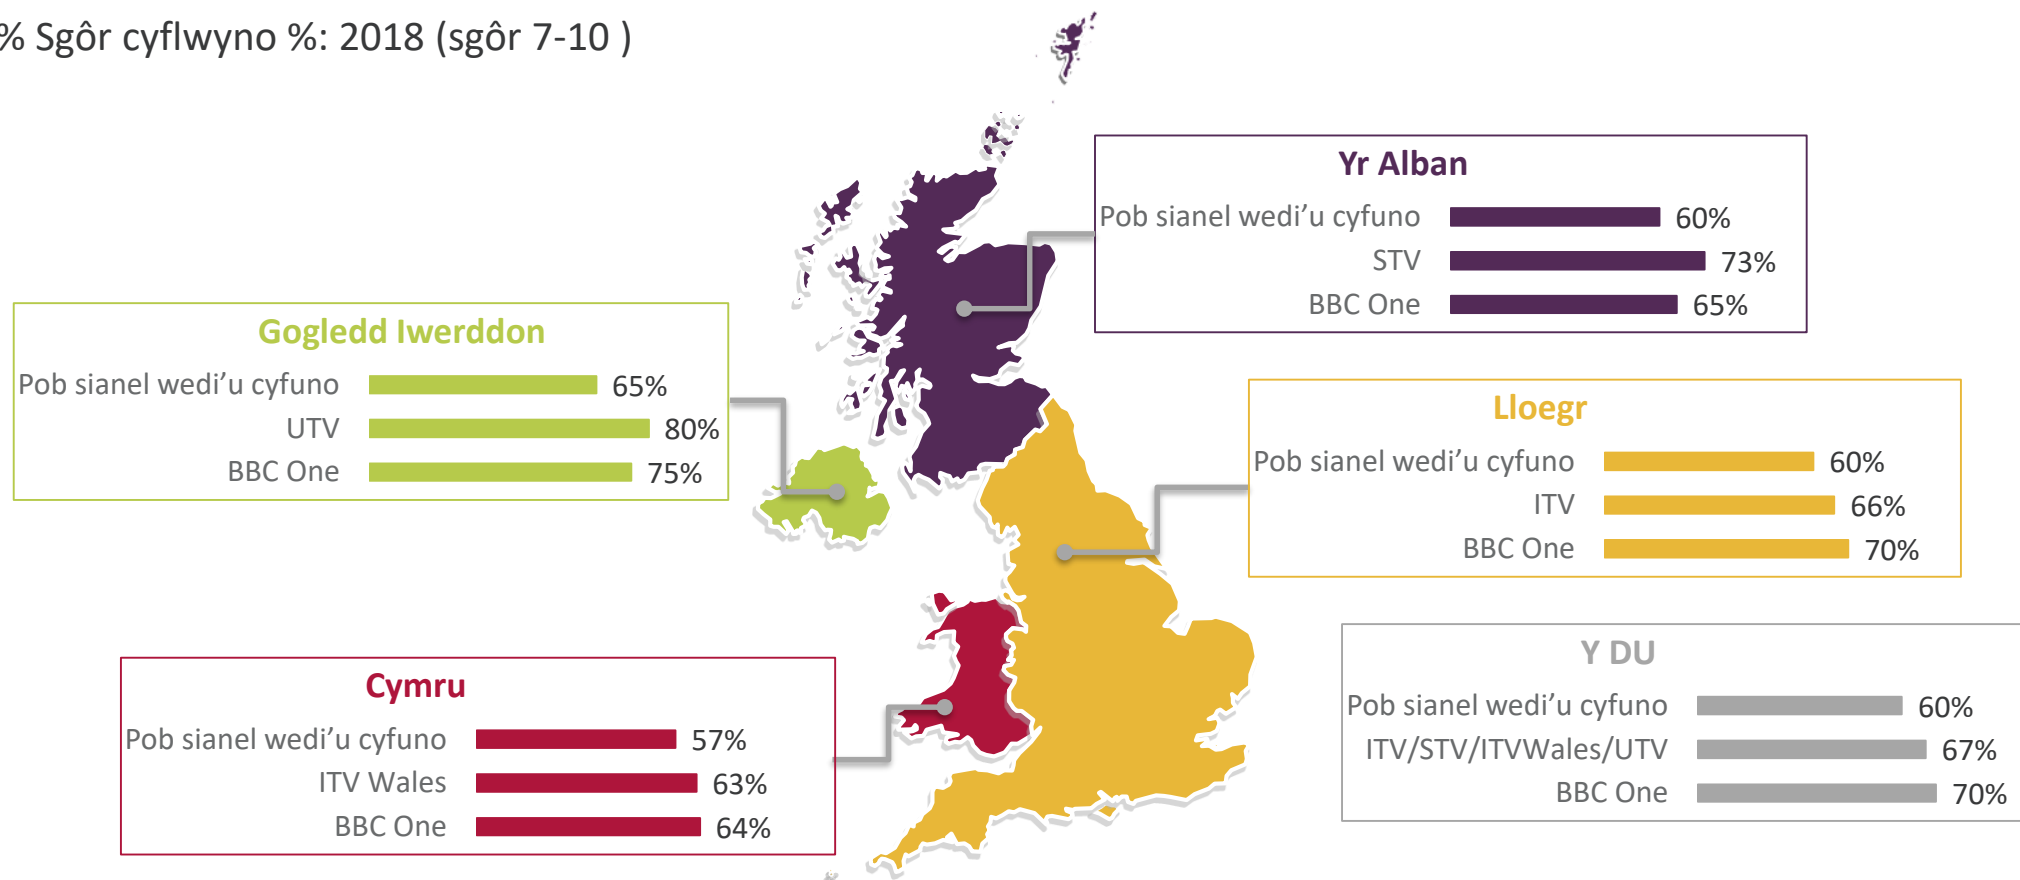 % Sgôr cyflwyno %: 2018 (sgôr 7-10 )
Yr Alban
Pob sianel wedi’u cyfuno 60%
STV 73%
BBC One 65%
Gogledd Iwerddon
Pob sianel wedi’u cyfuno 65%
UTV 80%
BBC One 75%
Lloegr
Pob sianel wedi’u cyfuno 60%
ITV 66%
BBC One 70%
Cymru
Pob sianel wedi’u cyfuno 57%
ITV Wales 63%
BBC One 64%
Y DU
Pob sianel wedi’u cyfuno 60%
ITV/STV/ITVWales/UTV 67%
BBC One 70%